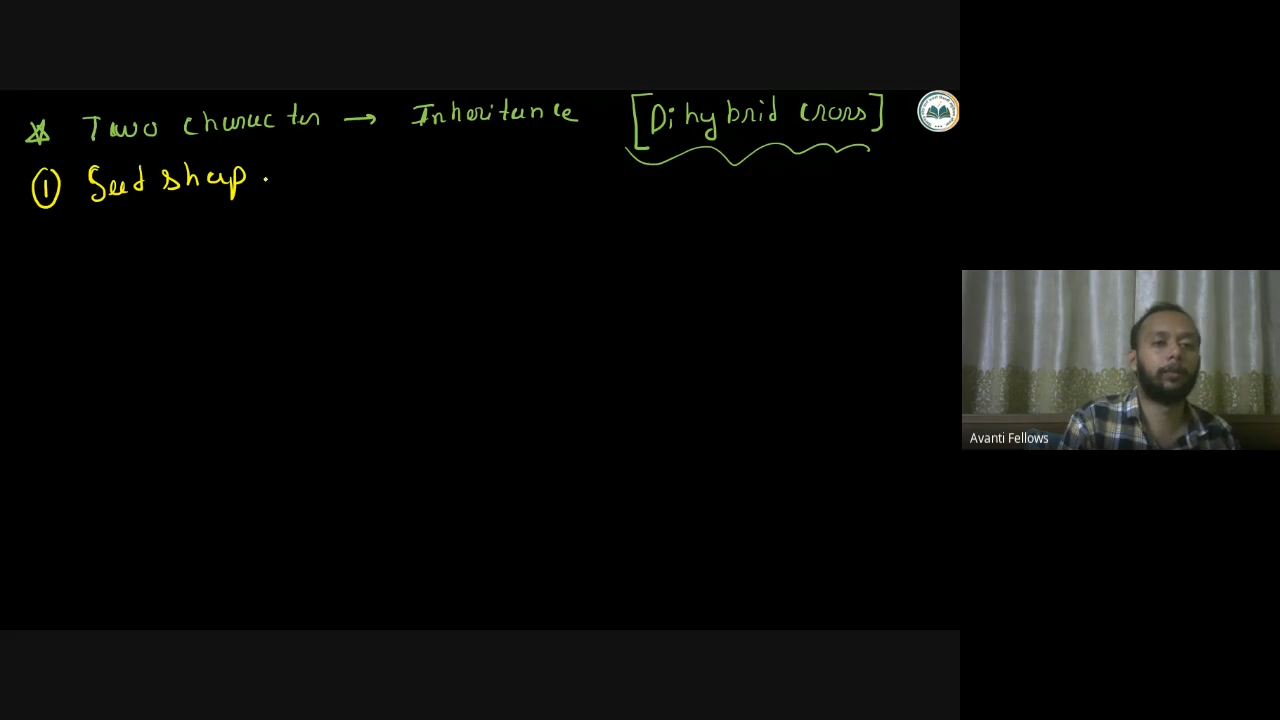 ☆ Two character → Inheritance [Dihybrid cross]
① Seed shap.
Avanti Fellows